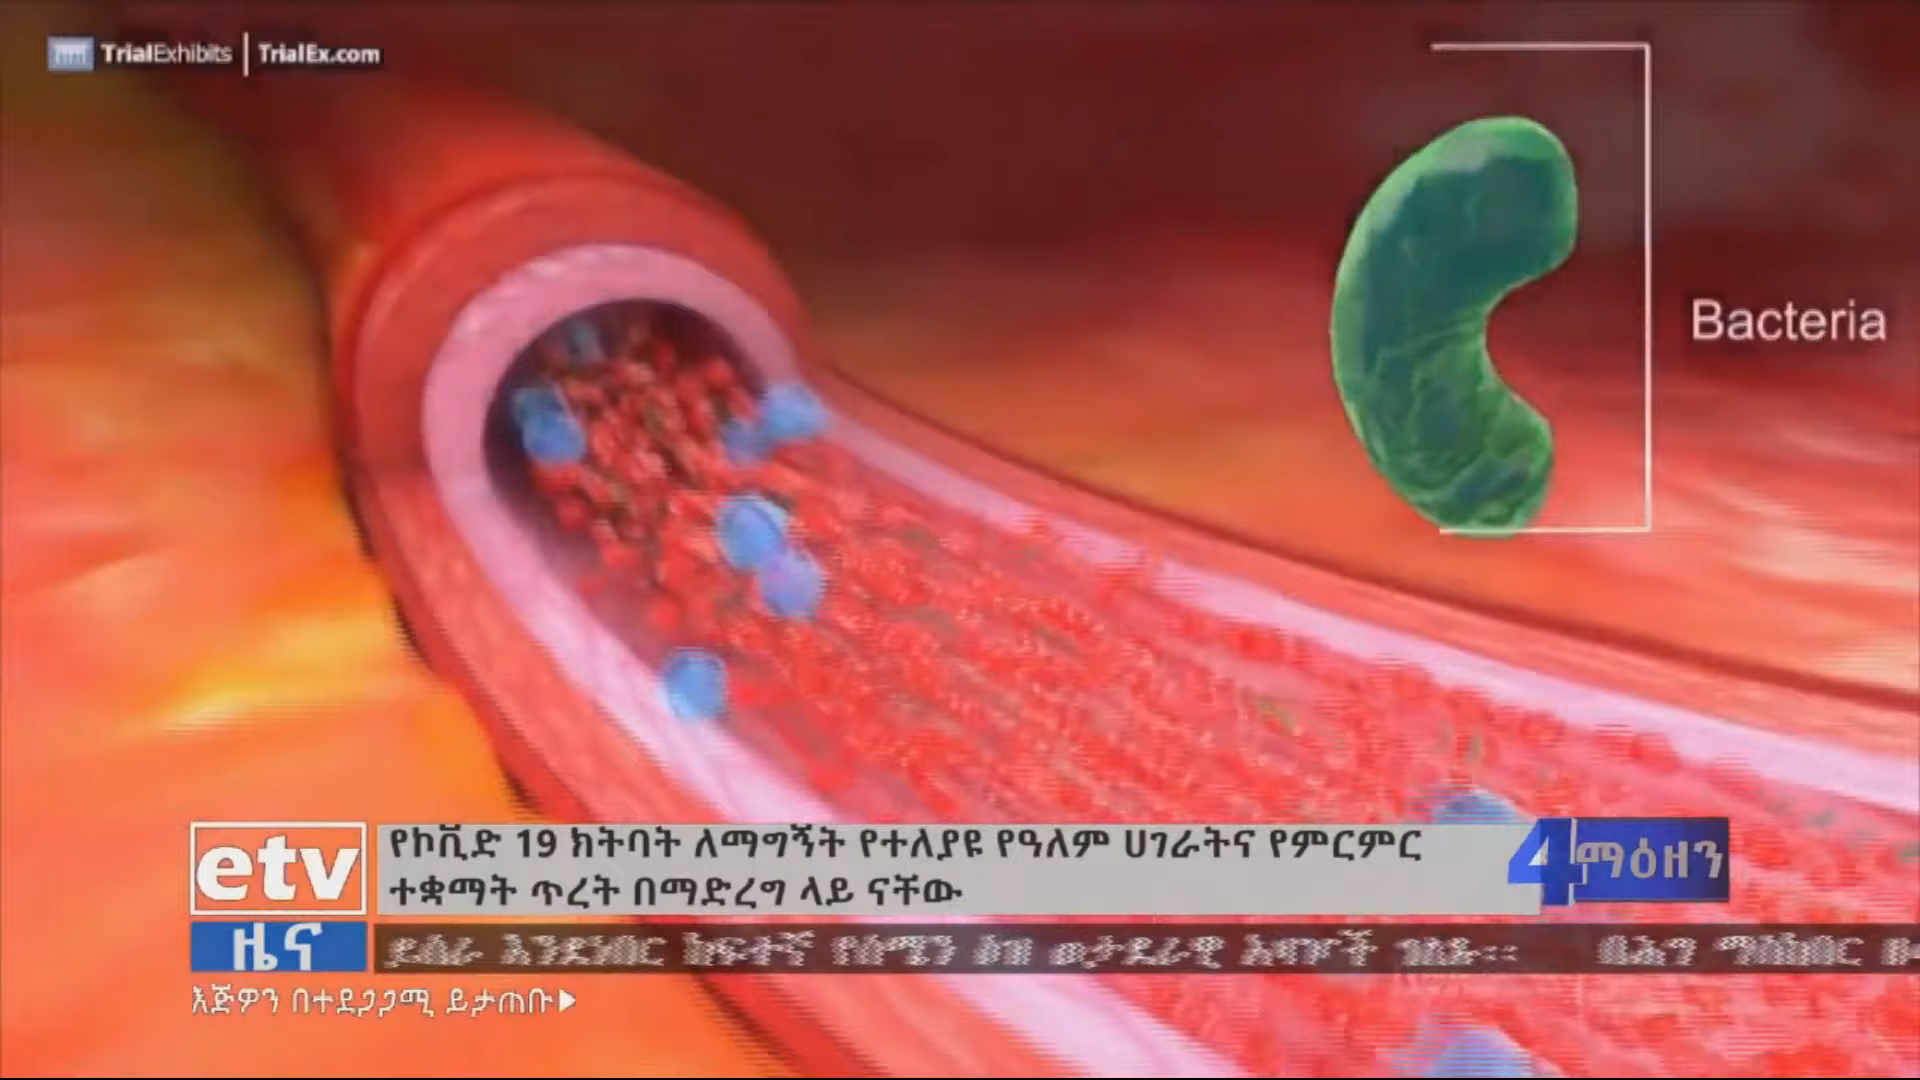 TrialExhibits | TrialEx.com
Bacteria
etv
የኮቪድ 19 ክትባት ለማግኝት የተለያዩ የዓለም ሀገራትና የምርምር
ተቋማት ጥረት በማድረግ ላይ ናቸው
4 ማዕዘን
ዜና
እጅዎን በተደጋጋሚ ይታጠቡ